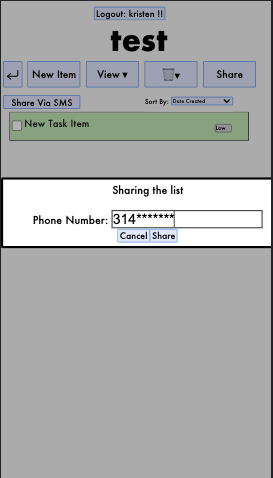 Logout: kristen !!
test
↵ New Item View ▾ 🗑▾ Share
Share Via SMS Sort By: Date Created
New Task Item Low
Sharing the list
Phone Number: 314*******
Cancel Share